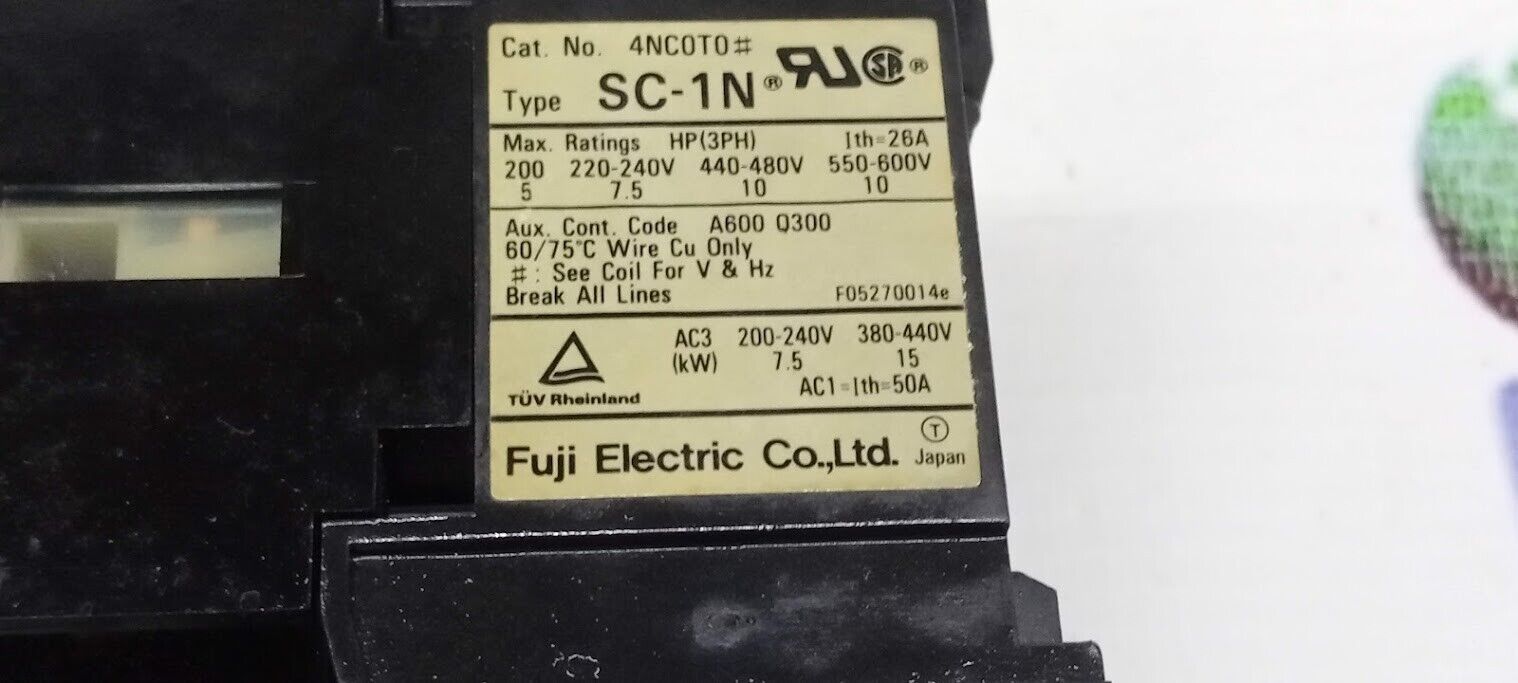 Cat. No. 4NC0T0#
Type SC-1N ® RU SA ®
Max. Ratings HP(3PH) Ith=26A
200 220-240V 440-480V 550-600V
5 7.5 10 10
Aux. Cont. Code A600 Q300
60/75°C Wire Cu Only
#: See Coil For V & Hz
Break All Lines F05270014e
AC3 200-240V 380-440V
(kW) 7.5 15
AC1=Ith=50A
TÜV Rheinland
Fuji Electric Co.,Ltd. T Japan